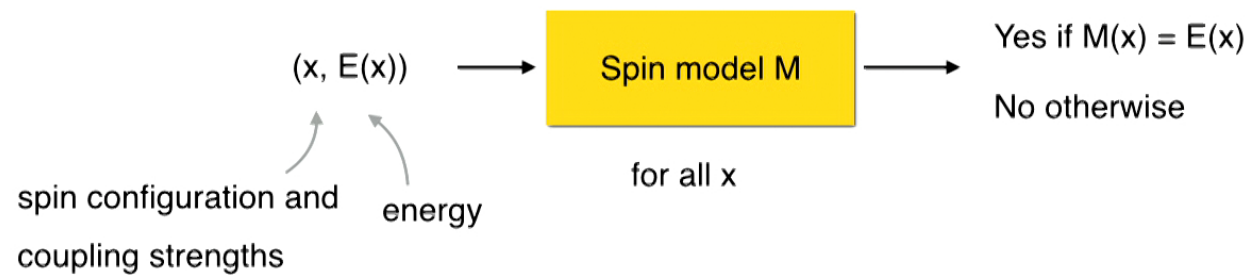 (x, E(x))
Spin model M
Yes if M(x) = E(x)
No otherwise
for all x
spin configuration and
coupling strengths
energy